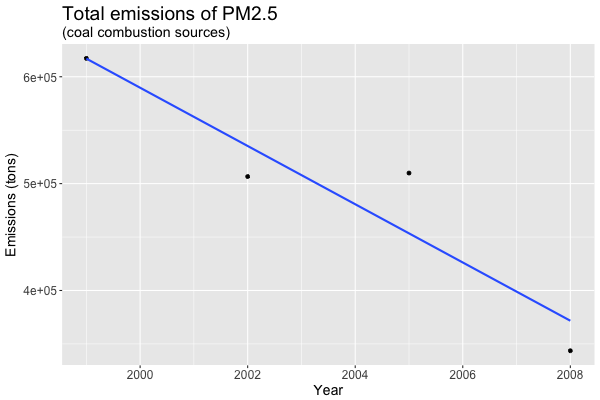 Total emissions of PM2.5
(coal combustion sources)
6e+05
5e+05
4e+05
Emissions (tons)
2000 2002 2004 2006 2008
Year